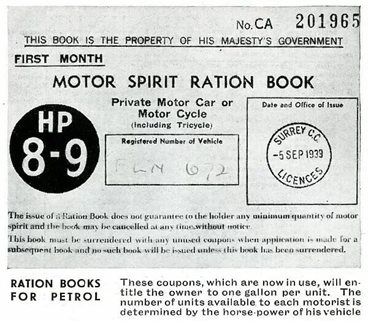 No. CA 201965
THIS BOOK IS THE PROPERTY OF HIS MAJESTY'S GOVERNMENT
FIRST MONTH
MOTOR SPIRIT RATION BOOK
HP
8-9
Private Motor Car or
Motor Cycle
(Including Tricycle)
Registered Number of Vehicle
Date and Office of Issue
SURREY C.C.
-5 SEP 1939
LICENCES
The issue of a Ration Book does not guarantee to the holder any minimum quantity of motor
spirit and the book may be cancelled at any time without notice.
This book must be surrendered with any unused coupons when application is made for a
subsequent book and no such book will be issued unless this book has been surrendered.
RATION BOOKS
FOR PETROL
These coupons, which are now in use, will en-
title the owner to one gallon per unit. The
number of units available to each motorist is
determined by the horse-power of his vehicle